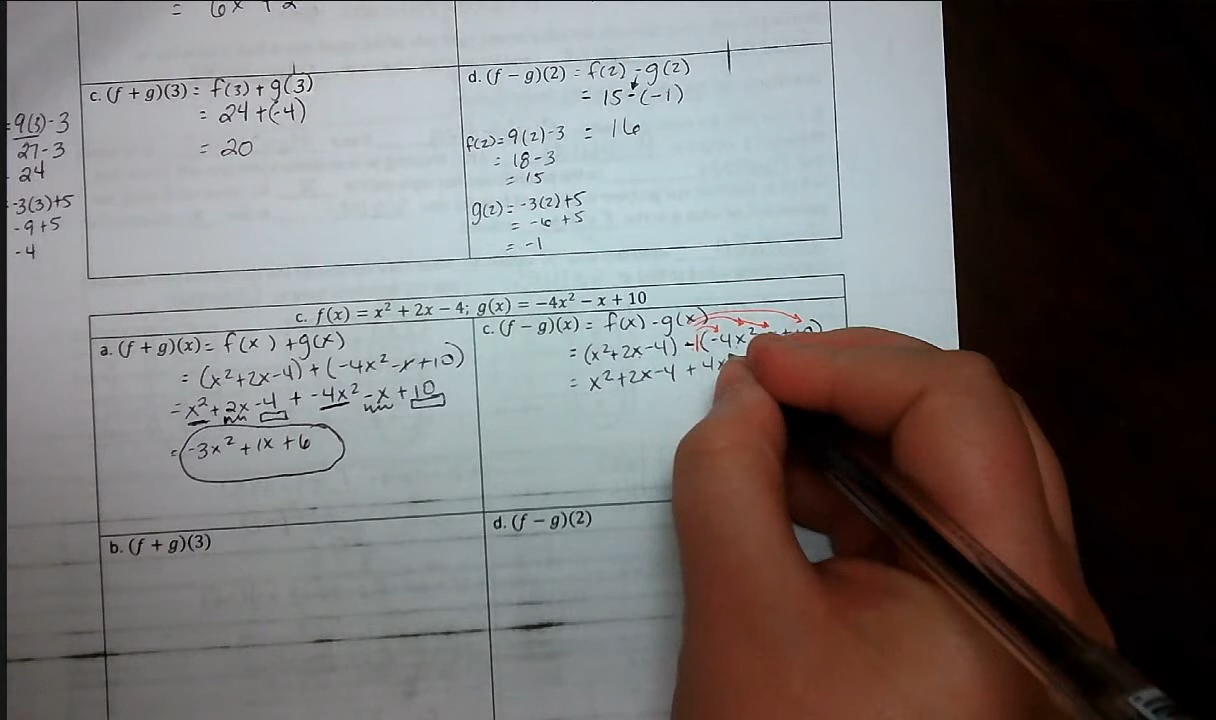 = 6x + 2
= 9(3)-3
27-3
24
-3(3)+5
-9+5
-4
c. (f + g)(3) = f(3) + g(3)
= 24 + (-4)
= 20
d. (f − g)(2) = f(2) - g(2)
= 15 - (-1)
= 16
f(2) = 9(2)-3
= 18-3
= 15
g(2) = -3(2)+5
= -6 +5
= -1
c. f(x) = x² + 2x − 4; g(x) = −4x² − x + 10
a. (f + g)(x) = f(x) + g(x)
= (x²+2x-4) + (-4x²-x+10)
= x² + 2x -4 + -4x² -x + 10
= -3x² + 1x + 6
c. (f − g)(x) = f(x) - g(x)
= (x²+2x-4) -1(-4x²
= x²+2x-4 + 4x
b. (f + g)(3)
d. (f − g)(2)